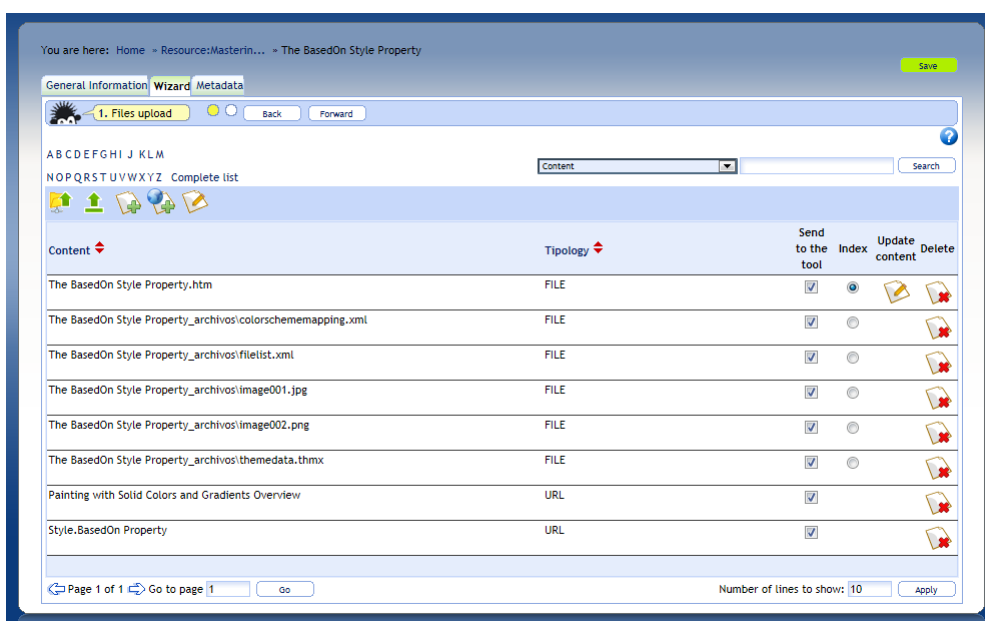 You are here: Home » Resource:Masterin... » The BasedOn Style Property
Save
General Information Wizard Metadata
1. Files upload Back Forward
?
A B C D E F G H I J K L M
Content Search
N O P Q R S T U V W X Y Z Complete list
Content Tipology Send to the tool Index Update content Delete
The BasedOn Style Property.htm FILE
The BasedOn Style Property_archivos\colorschememapping.xml FILE
The BasedOn Style Property_archivos\filelist.xml FILE
The BasedOn Style Property_archivos\image001.jpg FILE
The BasedOn Style Property_archivos\image002.png FILE
The BasedOn Style Property_archivos\themedata.thmx FILE
Painting with Solid Colors and Gradients Overview URL
Style.BasedOn Property URL
Page 1 of 1 Go to page 1 Go Number of lines to show: 10 Apply